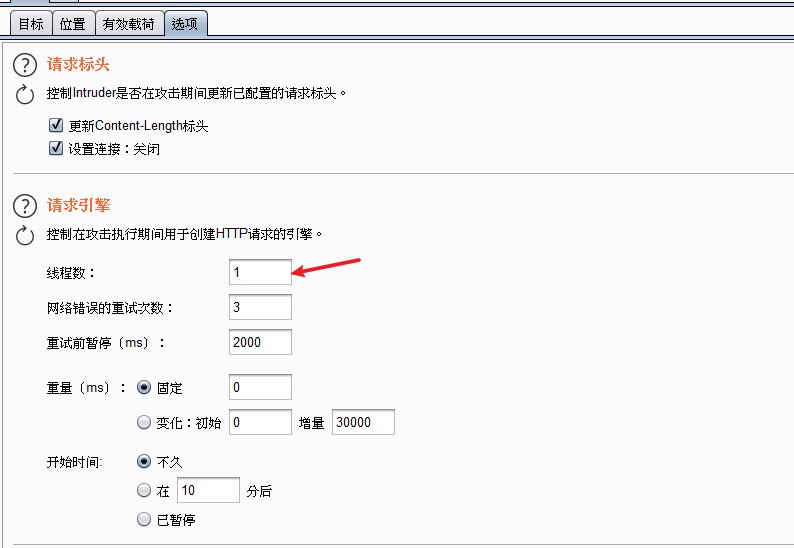 目标 位置 有效载荷 选项
? 请求标头
控制Intruder是否在攻击期间更新已配置的请求标头。
更新Content-Length标头
设置连接：关闭
? 请求引擎
控制在攻击执行期间用于创建HTTP请求的引擎。
线程数： 1
网络错误的重试次数： 3
重试前暂停（ms）： 2000
重量（ms）： 固定 0
变化：初始 0 增量 30000
开始时间: 不久
在 10 分后
已暂停